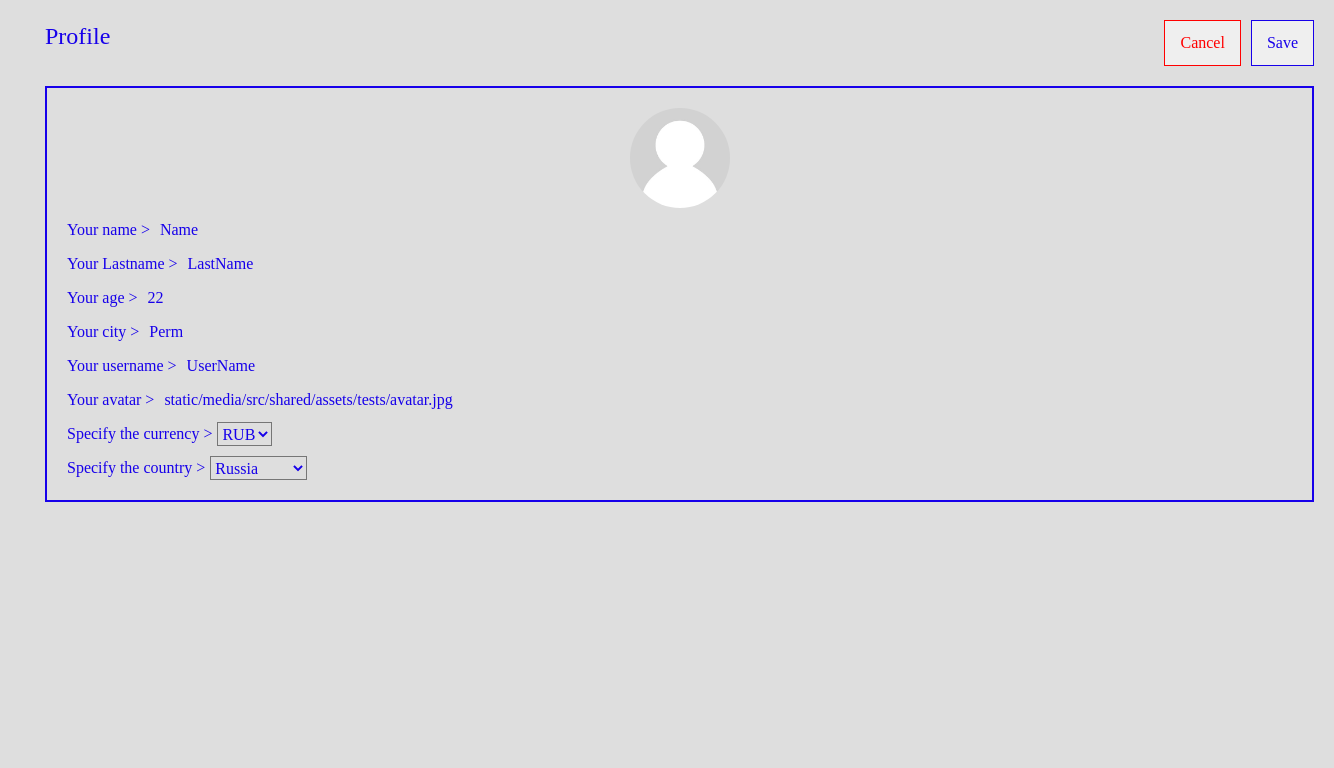 Profile
Cancel
Save
Your name > Name
Your Lastname > LastName
Your age > 22
Your city > Perm
Your username > UserName
Your avatar > static/media/src/shared/assets/tests/avatar.jpg
Specify the currency > RUB
Specify the country > Russia